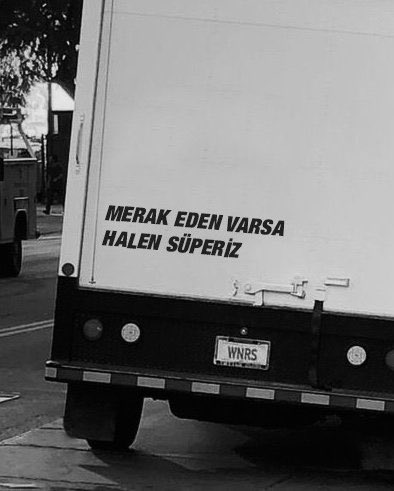 MERAK EDEN VARSA
HALEN SÜPERİZ
WNRS